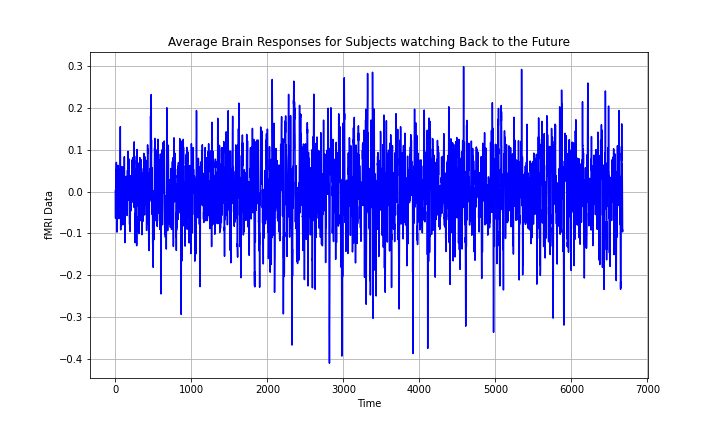 Average Brain Responses for Subjects watching Back to the Future
0.3
0.2
0.1
0.0
−0.1
−0.2
−0.3
−0.4
fMRI Data
0 1000 2000 3000 4000 5000 6000 7000
Time